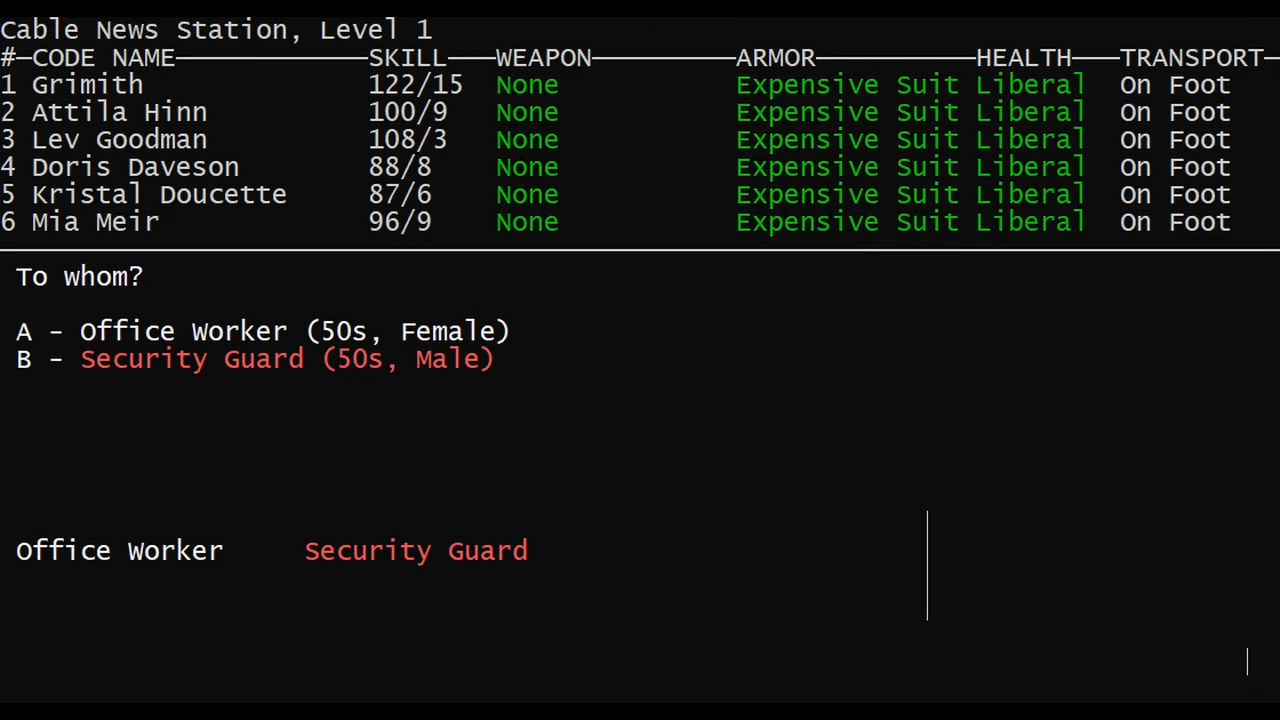 Cable News Station, Level 1
#—CODE NAME————————————SKILL———WEAPON—————————ARMOR——————————HEALTH———TRANSPORT—
1 Grimith 122/15 None Expensive Suit Liberal On Foot
2 Attila Hinn 100/9 None Expensive Suit Liberal On Foot
3 Lev Goodman 108/3 None Expensive Suit Liberal On Foot
4 Doris Daveson 88/8 None Expensive Suit Liberal On Foot
5 Kristal Doucette 87/6 None Expensive Suit Liberal On Foot
6 Mia Meir 96/9 None Expensive Suit Liberal On Foot
To whom?
A - Office Worker (50s, Female)
B - Security Guard (50s, Male)
Office Worker Security Guard